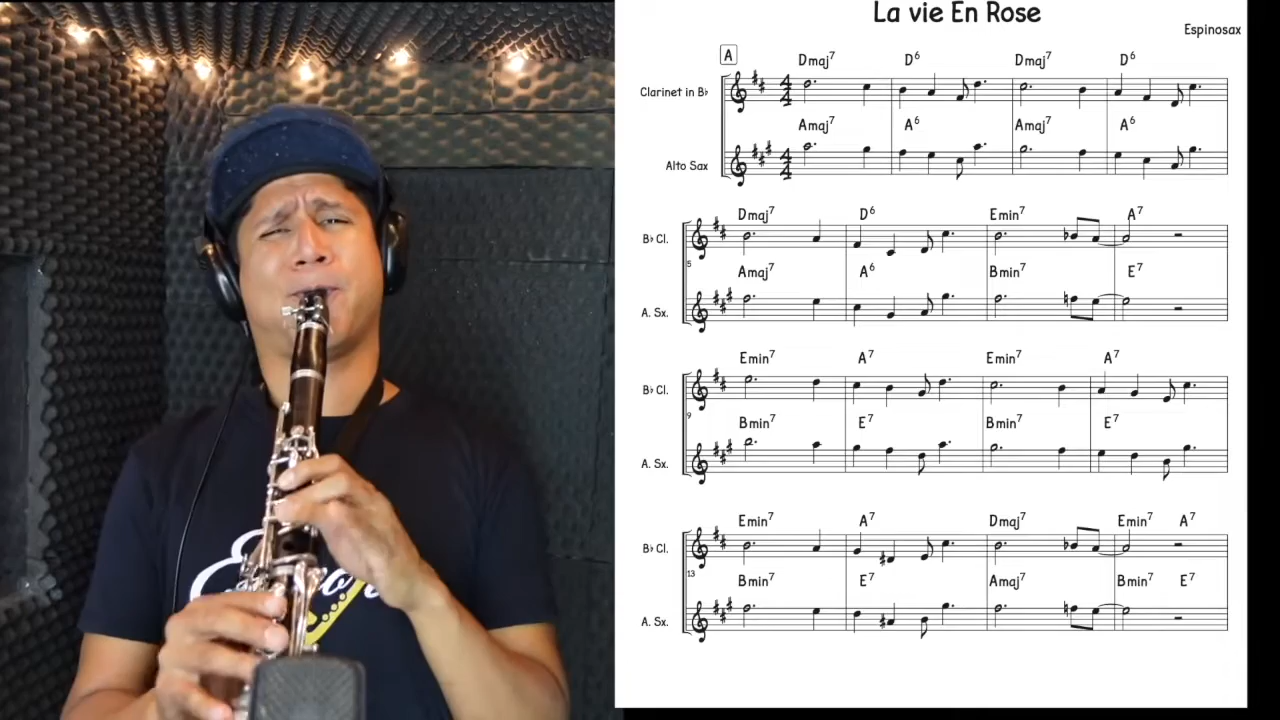 La vie En Rose
Espinosax
A
Dmaj7 D6 Dmaj7 D6
Clarinet in B♭
Amaj7 A6 Amaj7 A6
Alto Sax
Dmaj7 D6 Emin7 A7
B♭ Cl.
5
Amaj7 A6 Bmin7 E7
A. Sx.
Emin7 A7 Emin7 A7
B♭ Cl.
9
Bmin7 E7 Bmin7 E7
A. Sx.
Emin7 A7 Dmaj7 Emin7 A7
B♭ Cl.
13
Bmin7 E7 Amaj7 Bmin7 E7
A. Sx.